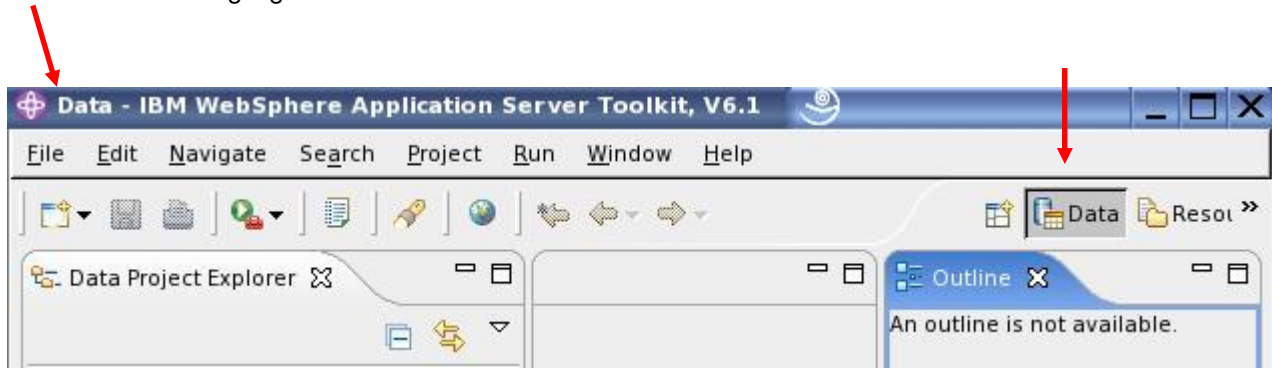 Data - IBM WebSphere Application Server Toolkit, V6.1
File Edit Navigate Search Project Run Window Help
Data Resou
Data Project Explorer Outline
An outline is not available.